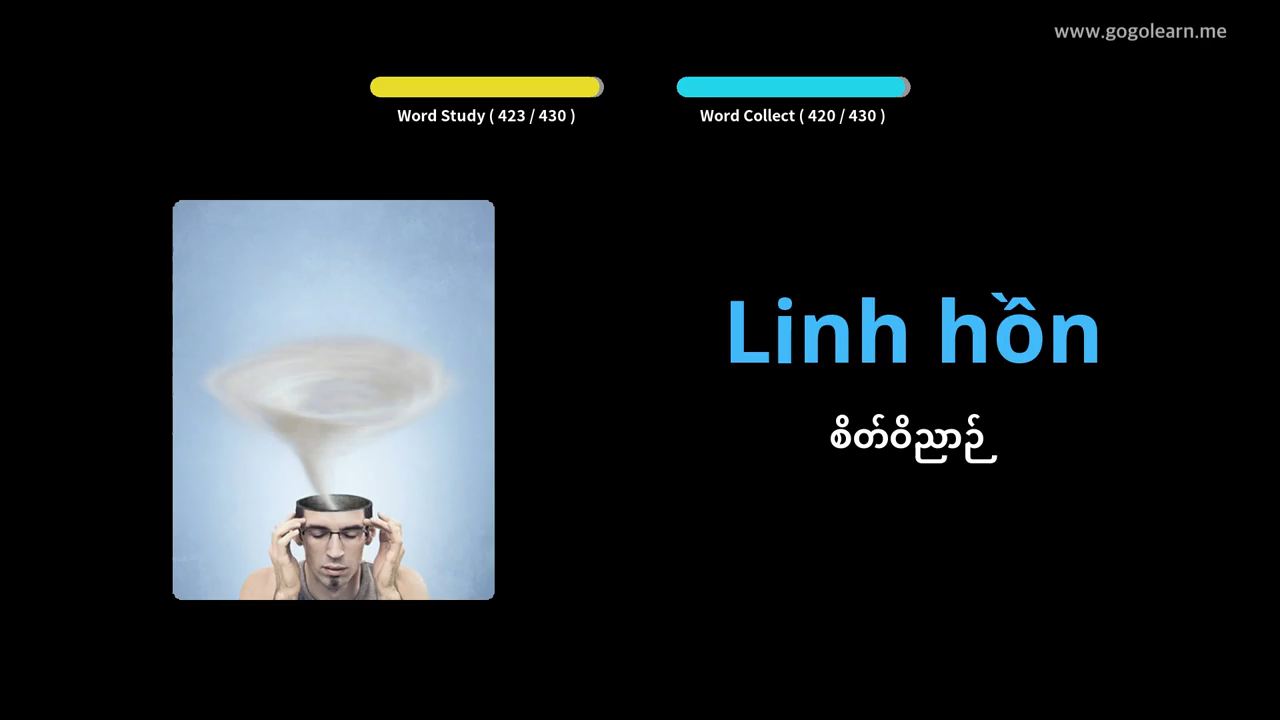 www.gogolearn.me
Word Study ( 423 / 430 )
Word Collect ( 420 / 430 )
Linh hồn
စိတ်ဝိညာဉ်